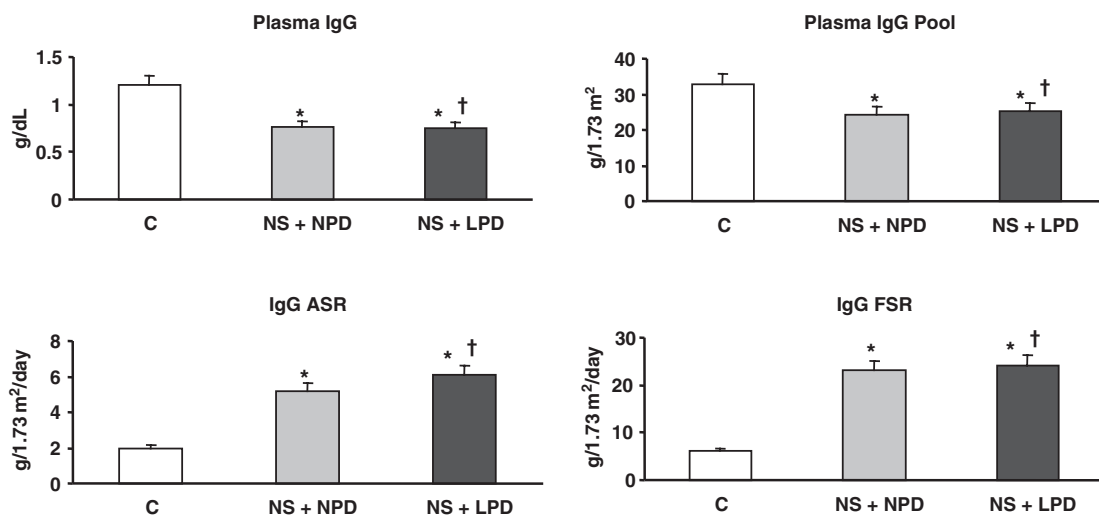 Plasma IgG
g/dL
1.5
1
0.5
0
* * †
C NS + NPD NS + LPD
Plasma IgG Pool
g/1.73 m²
40
30
20
10
0
* * †
C NS + NPD NS + LPD
IgG ASR
g/1.73 m²/day
8
6
4
2
0
* * †
C NS + NPD NS + LPD
IgG FSR
g/1.73 m²/day
30
20
10
0
* * †
C NS + NPD NS + LPD